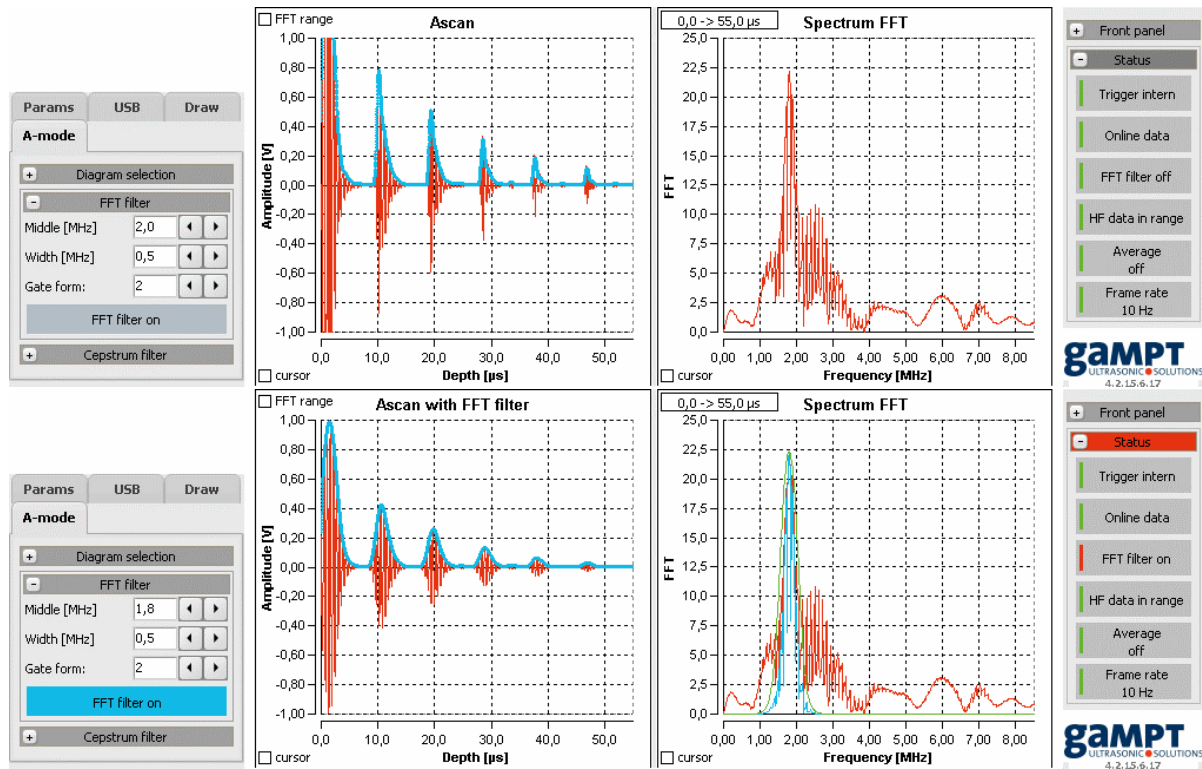 Params USB Draw
A-mode
+ Diagram selection
- FFT filter
Middle [MHz] 2,0
Width [MHz] 0,5
Gate form: 2
FFT filter on
+ Cepstrum filter
FFT range
Ascan
1,00
0,80
0,60
0,40
0,20
0,00
-0,20
-0,40
-0,60
-0,80
-1,00
Amplitude [V]
0,0 10,0 20,0 30,0 40,0 50,0
cursor
Depth [µs]
0,0 -> 55,0 µs
Spectrum FFT
25,0
22,5
20,0
17,5
15,0
12,5
10,0
7,5
5,0
2,5
0,0
FFT
0,00 1,00 2,00 3,00 4,00 5,00 6,00 7,00 8,00
cursor
Frequency [MHz]
+ Front panel
- Status
Trigger intern
Online data
FFT filter off
HF data in range
Average
off
Frame rate
10 Hz
gaMPT
ULTRASONIC SOLUTIONS
4.2.15.6.17
Params USB Draw
A-mode
+ Diagram selection
- FFT filter
Middle [MHz] 1,8
Width [MHz] 0,5
Gate form: 2
FFT filter on
+ Cepstrum filter
FFT range
Ascan with FFT filter
1,00
0,80
0,60
0,40
0,20
0,00
-0,20
-0,40
-0,60
-0,80
-1,00
Amplitude [V]
0,0 10,0 20,0 30,0 40,0 50,0
cursor
Depth [µs]
0,0 -> 55,0 µs
Spectrum FFT
25,0
22,5
20,0
17,5
15,0
12,5
10,0
7,5
5,0
2,5
0,0
FFT
0,00 1,00 2,00 3,00 4,00 5,00 6,00 7,00 8,00
cursor
Frequency [MHz]
+ Front panel
- Status
Trigger intern
Online data
FFT filter on
HF data in range
Average
off
Frame rate
10 Hz
gaMPT
ULTRASONIC SOLUTIONS
4.2.15.6.17